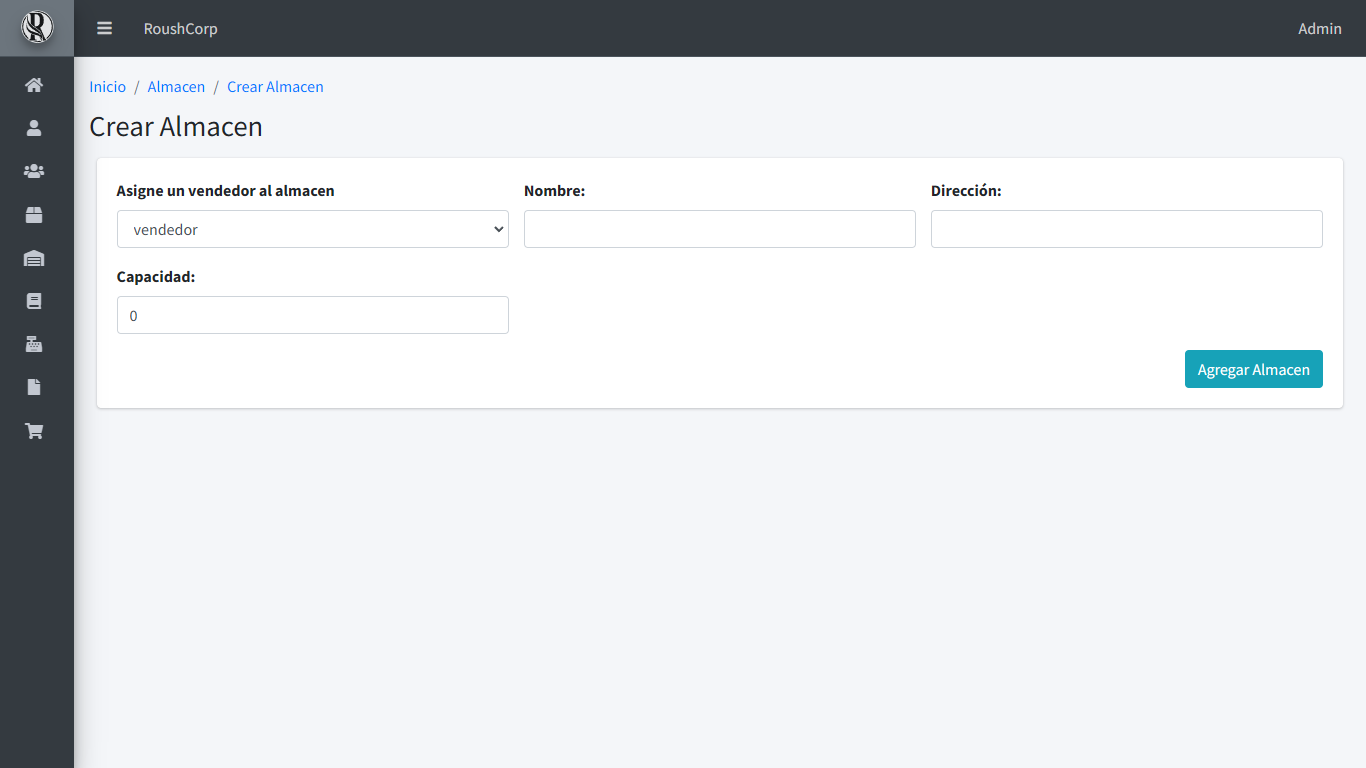 RoushCorp
Admin
Inicio / Almacen / Crear Almacen
Crear Almacen
Asigne un vendedor al almacen
Nombre:
Dirección:
vendedor
Capacidad:
0
Agregar Almacen